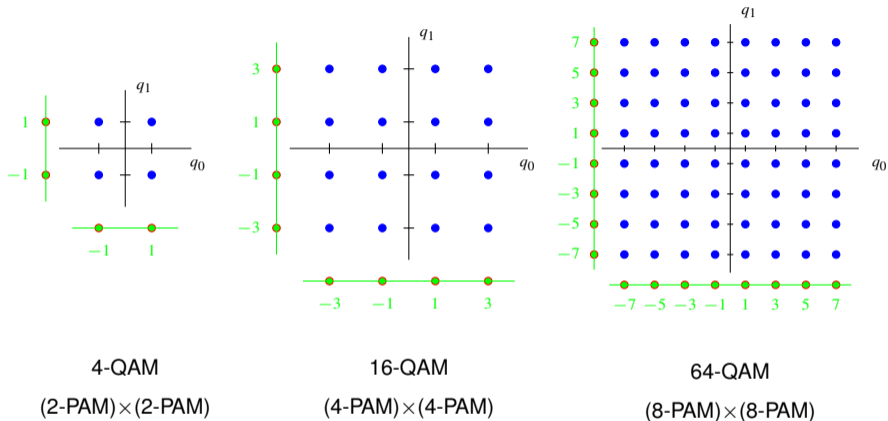 q₁
1
−1
q₀
−1 1
4-QAM
(2-PAM)×(2-PAM)
q₁
3
1
−1
−3
q₀
−3 −1 1 3
16-QAM
(4-PAM)×(4-PAM)
q₁
7
5
3
1
−1
−3
−5
−7
q₀
−7 −5 −3 −1 1 3 5 7
64-QAM
(8-PAM)×(8-PAM)